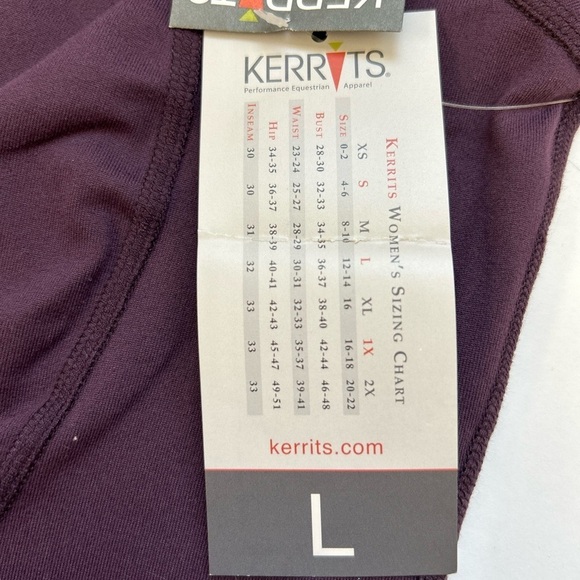 KERRITS®
Performance Equestrian Apparel
KERRITS WOMEN'S SIZING CHART
XS S M L XL 1X 2X
SIZE 0-2 4-6 8-10 12-14 16 16-18 20-22
BUST 28-30 32-33 34-35 36-37 38-40 42-44 46-48
WAIST 23-24 25-27 28-29 30-31 32-33 35-37 39-41
HIP 34-35 36-37 38-39 40-41 42-43 45-47 49-51
INSEAM 30 30 31 32 33 33 33
kerrits.com
L